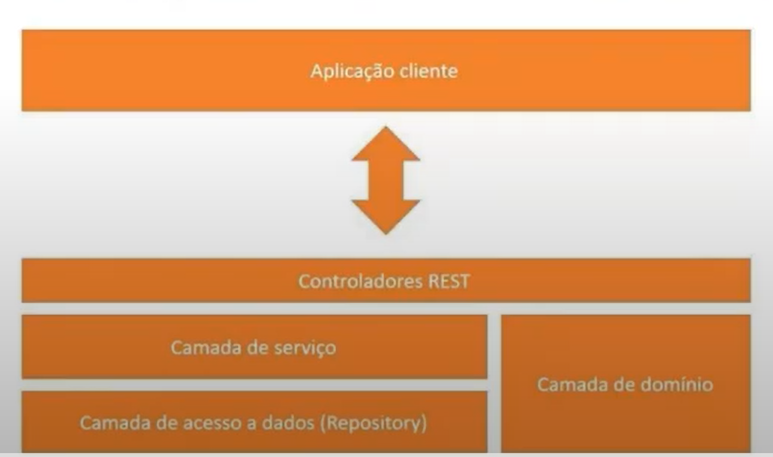 Aplicação cliente
Controladores REST
Camada de serviço
Camada de domínio
Camada de acesso a dados (Repository)